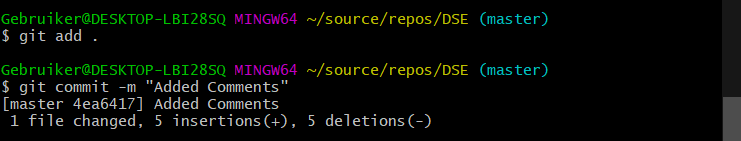 Gebruiker@DESKTOP-LBI28SQ MINGW64 ~/source/repos/DSE (master)
$ git add .
Gebruiker@DESKTOP-LBI28SQ MINGW64 ~/source/repos/DSE (master)
$ git commit -m "Added Comments"
[master 4ea6417] Added Comments
 1 file changed, 5 insertions(+), 5 deletions(-)